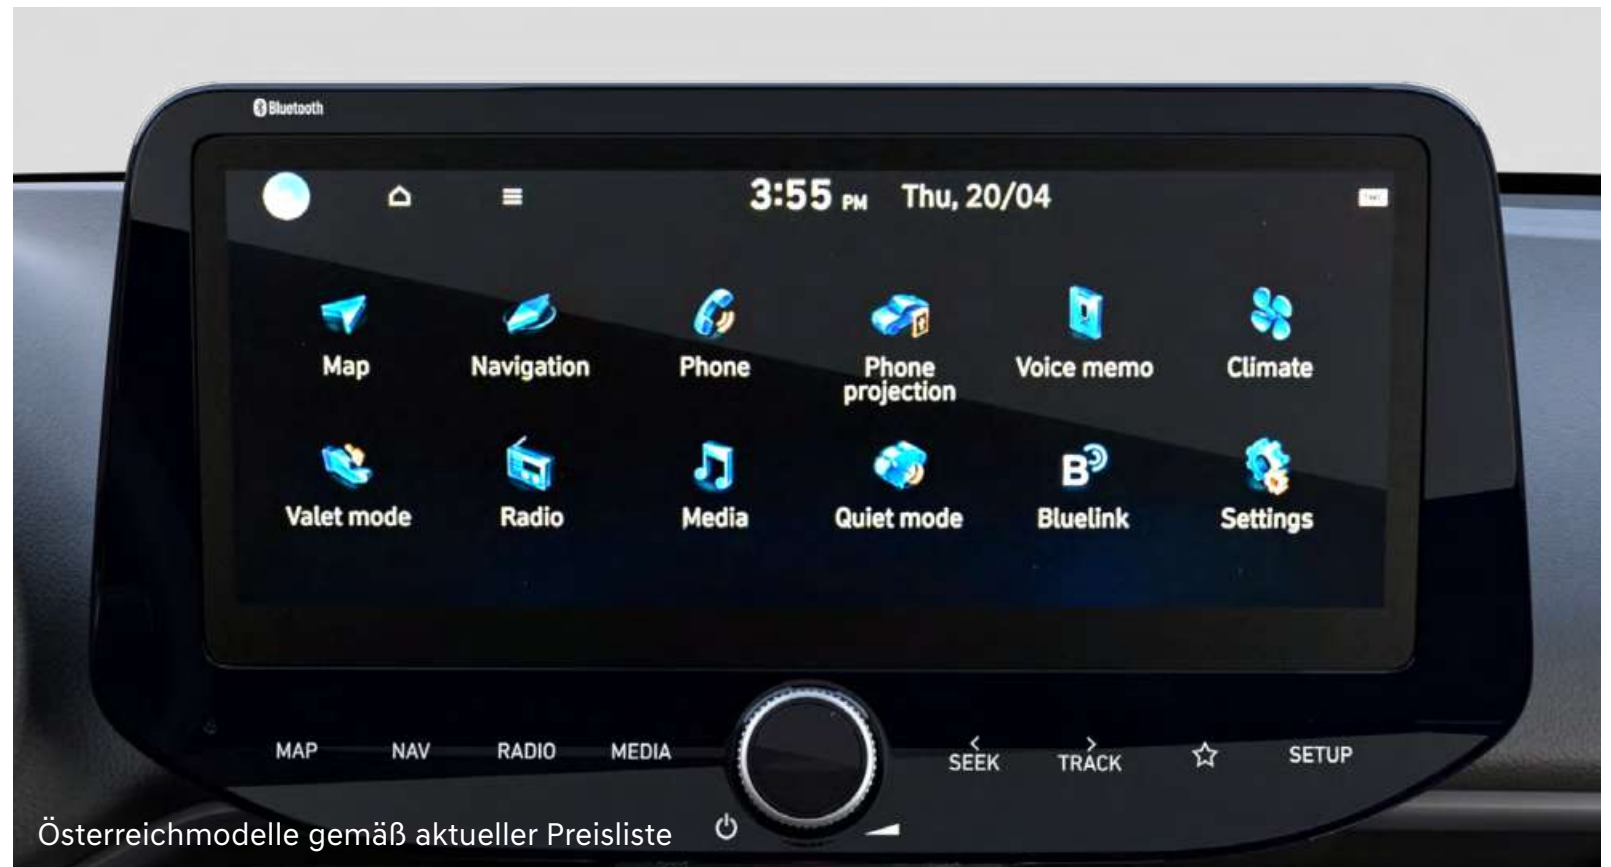 Bluetooth
3:55 PM Thu, 20/04
Map Navigation Phone Phone projection Voice memo Climate
Valet mode Radio Media Quiet mode Bluelink Settings
MAP NAV RADIO MEDIA < SEEK > TRACK SETUP
Österreichmodelle gemäß aktueller Preisliste